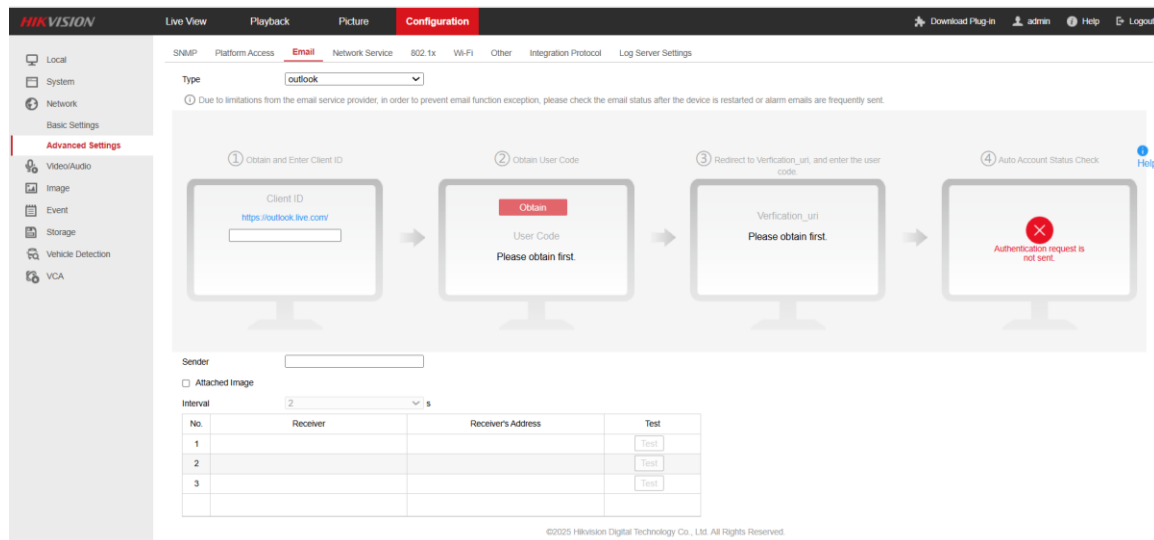 HIKVISION Live View Playback Picture Configuration Download Plug-in admin Help Logout
SNMP Platform Access Email Network Service 802.1x Wi-Fi Other Integration Protocol Log Server Settings
Local
System
Network
Basic Settings
Advanced Settings
Video/Audio
Image
Event
Storage
Vehicle Detection
VCA
Type outlook
Due to limitations from the email service provider, in order to prevent email function exception, please check the email status after the device is restarted or alarm emails are frequently sent.
1 Obtain and Enter Client ID
Client ID
https://outlook.live.com/
2 Obtain User Code
Obtain
User Code
Please obtain first.
3 Redirect to Verfication_uri, and enter the user
code.
Verfication_uri
Please obtain first.
4 Auto Account Status Check
Authentication request is
not sent.
Help
Sender
Attached Image
Interval 2 s
No. Receiver Receiver's Address Test
1 Test
2 Test
3 Test
©2025 Hikvision Digital Technology Co., Ltd. All Rights Reserved.